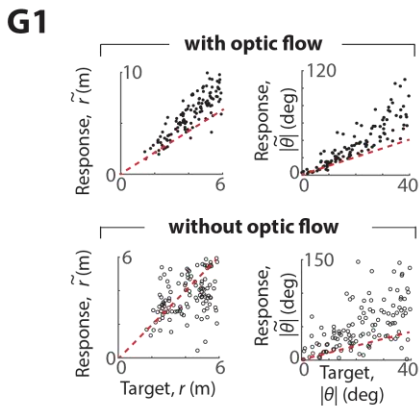 G1
with optic flow
10
Response, r̃ (m)
0
0
6
120
Response,
|θ̃| (deg)
0
0
40
without optic flow
6
Response, r̃ (m)
0
0
6
Target, r (m)
150
Response,
|θ̃| (deg)
0
0
40
Target,
|θ| (deg)